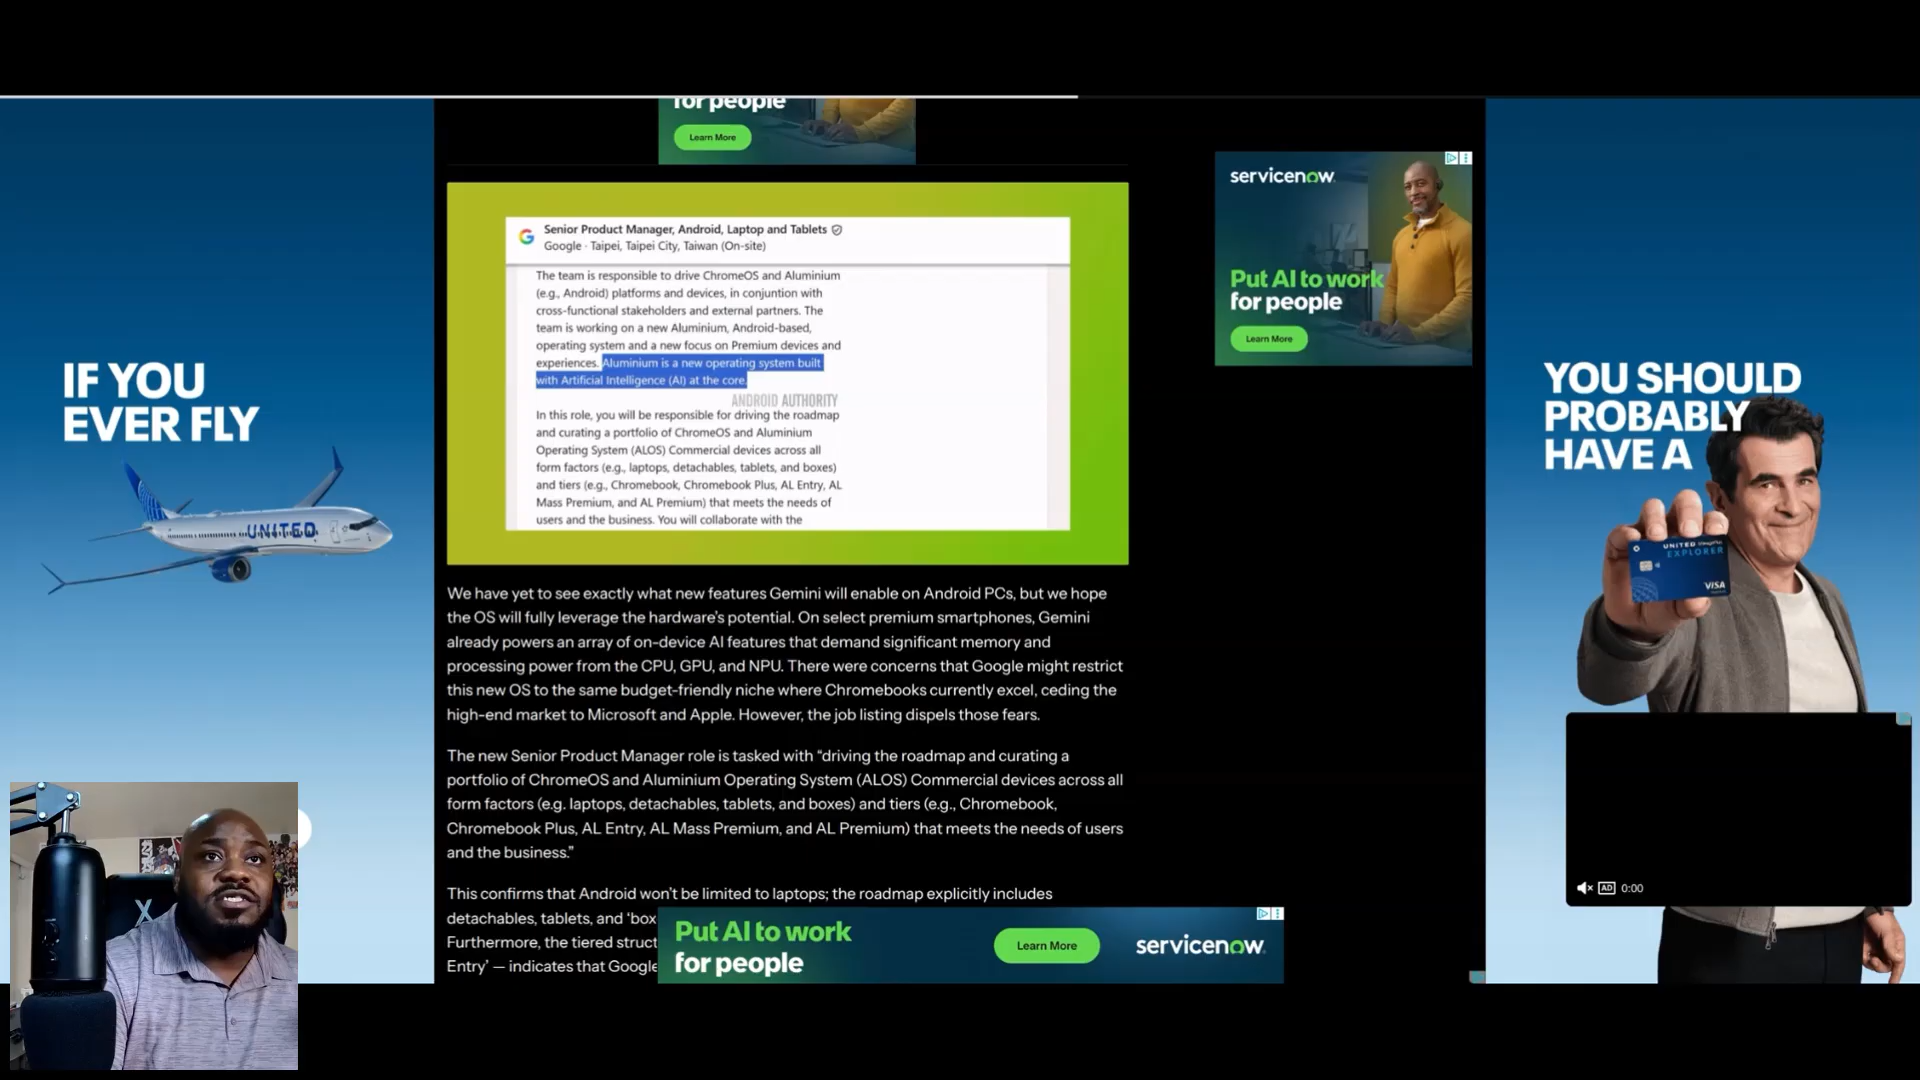 for people
Learn More
IF YOU
EVER FLY
UNITED
Senior Product Manager, Android, Laptop and Tablets
Google · Taipei, Taipei City, Taiwan (On-site)
The team is responsible to drive ChromeOS and Aluminium
(e.g., Android) platforms and devices, in conjuntion with
cross-functional stakeholders and external partners. The
team is working on a new Aluminium, Android-based,
operating system and a new focus on Premium devices and
experiences. Aluminium is a new operating system built
with Artificial Intelligence (AI) at the core.
ANDROID AUTHORITY
In this role, you will be responsible for driving the roadmap
and curating a portfolio of ChromeOS and Aluminium
Operating System (ALOS) Commercial devices across all
form factors (e.g., laptops, detachables, tablets, and boxes)
and tiers (e.g., Chromebook, Chromebook Plus, AL Entry, AL
Mass Premium, and AL Premium) that meets the needs of
users and the business. You will collaborate with the
We have yet to see exactly what new features Gemini will enable on Android PCs, but we hope
the OS will fully leverage the hardware's potential. On select premium smartphones, Gemini
already powers an array of on-device AI features that demand significant memory and
processing power from the CPU, GPU, and NPU. There were concerns that Google might restrict
this new OS to the same budget-friendly niche where Chromebooks currently excel, ceding the
high-end market to Microsoft and Apple. However, the job listing dispels those fears.
The new Senior Product Manager role is tasked with “driving the roadmap and curating a
portfolio of ChromeOS and Aluminium Operating System (ALOS) Commercial devices across all
form factors (e.g. laptops, detachables, tablets, and boxes) and tiers (e.g., Chromebook,
Chromebook Plus, AL Entry, AL Mass Premium, and AL Premium) that meets the needs of users
and the business.”
This confirms that Android won't be limited to laptops; the roadmap explicitly includes
detachables, tablets, and ‘box
Furthermore, the tiered struct
Entry’ — indicates that Google
Put AI to work
for people
Learn More
servicenow
servicenow
Put AI to work
for people
Learn More
YOU SHOULD
PROBABLY
HAVE A
UNITED
EXPLORER
VISA
AD 0:00
X